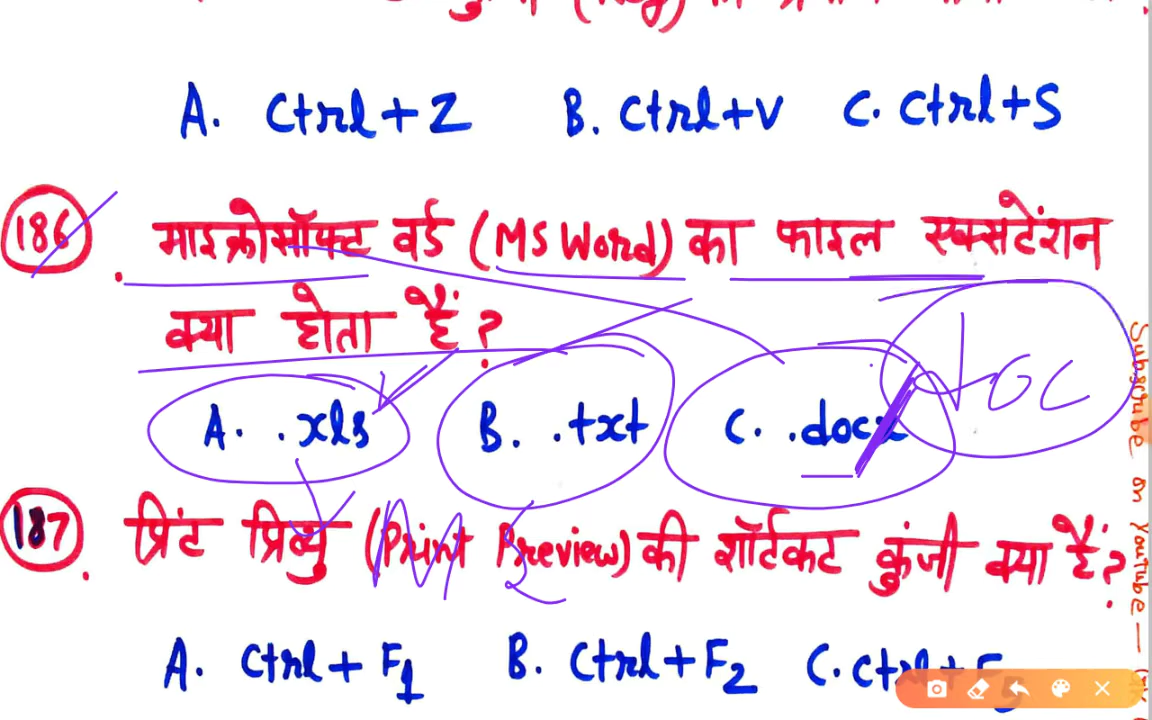 A. Ctrl+Z B. Ctrl+V C. Ctrl+S
186. माइक्रोसॉफ्ट वर्ड (MS Word) का फाइल एक्सटेंशन
क्या होता है?
doc
A. .xls B. .txt C. .docx
187. प्रिंट प्रिव्यु (Print Preview) की शॉर्टकट कुंजी क्या है?
A. Ctrl+F1 B. Ctrl+F2 C. Ctrl+F
Subscribe on YouTube —